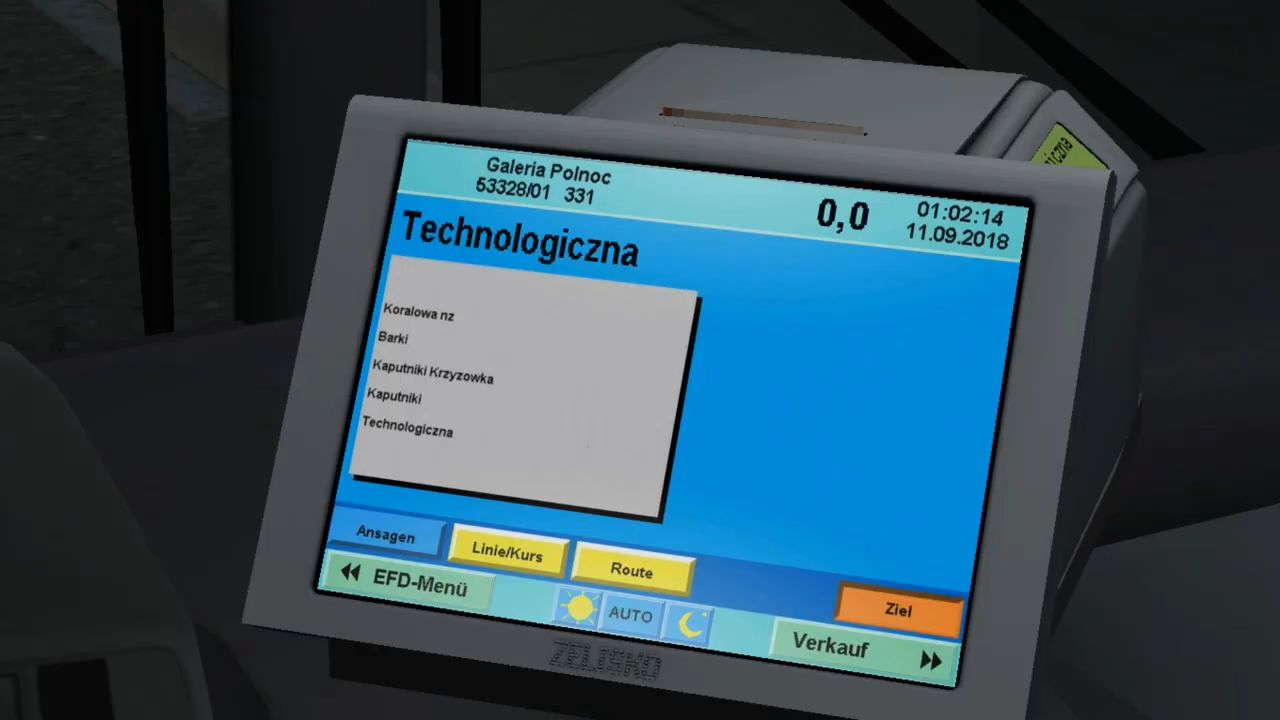 Galeria Polnoc
53328/01 331
0,0
01:02:14
11.09.2018
Technologiczna
Koralowa nz
Barki
Kaputniki Krzyzowka
Kaputniki
Technologiczna
Ansagen
Linie/Kurs
Route
Ziel
EFD-Menü
AUTO
Verkauf
ZELISKO